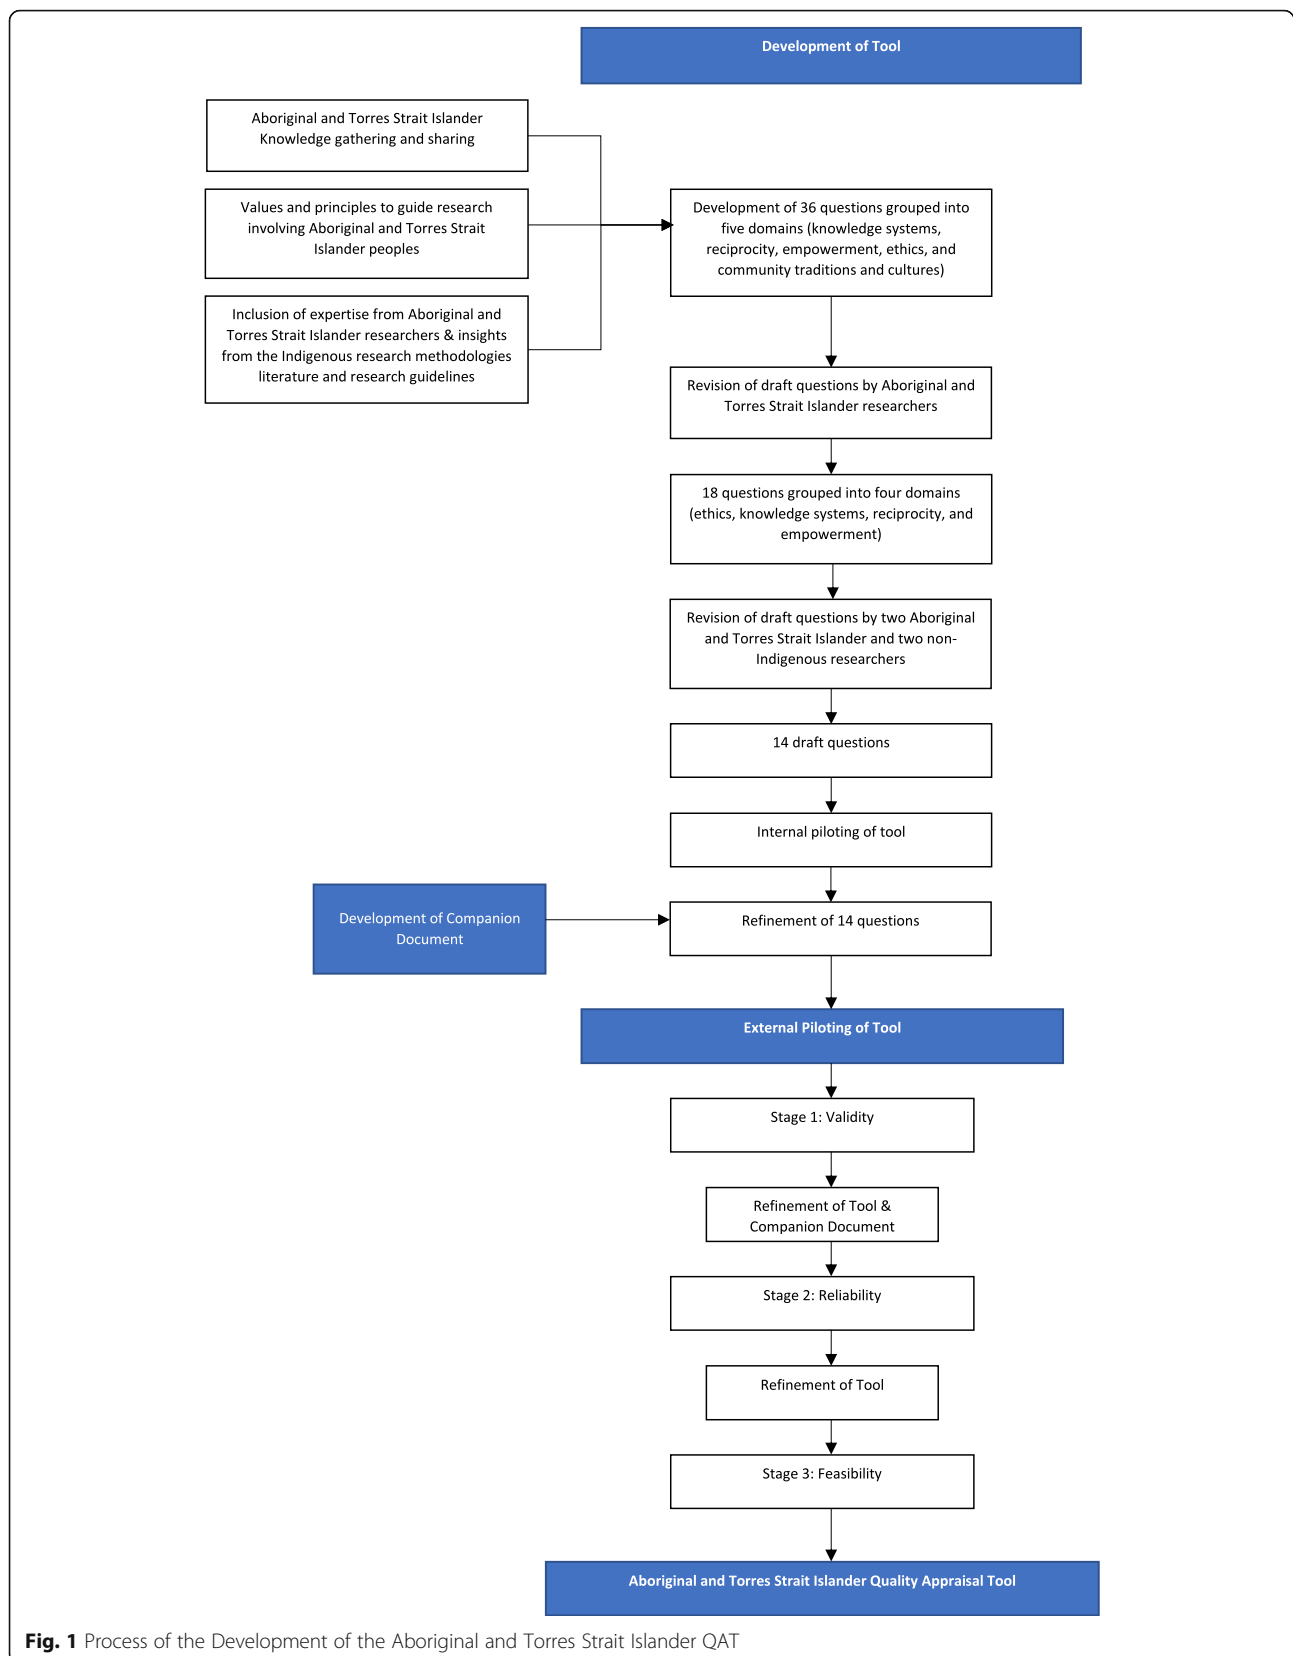 Development of Tool
Aboriginal and Torres Strait Islander
Knowledge gathering and sharing
Values and principles to guide research
involving Aboriginal and Torres Strait
Islander peoples
Inclusion of expertise from Aboriginal and
Torres Strait Islander researchers & insights
from the Indigenous research methodologies
literature and research guidelines
Development of 36 questions grouped into
five domains (knowledge systems,
reciprocity, empowerment, ethics, and
community traditions and cultures)
Revision of draft questions by Aboriginal and
Torres Strait Islander researchers
18 questions grouped into four domains
(ethics, knowledge systems, reciprocity, and
empowerment)
Revision of draft questions by two Aboriginal
and Torres Strait Islander and two non-
Indigenous researchers
14 draft questions
Internal piloting of tool
Development of Companion
Document
Refinement of 14 questions
External Piloting of Tool
Stage 1: Validity
Refinement of Tool &
Companion Document
Stage 2: Reliability
Refinement of Tool
Stage 3: Feasibility
Aboriginal and Torres Strait Islander Quality Appraisal Tool
Fig. 1 Process of the Development of the Aboriginal and Torres Strait Islander QAT